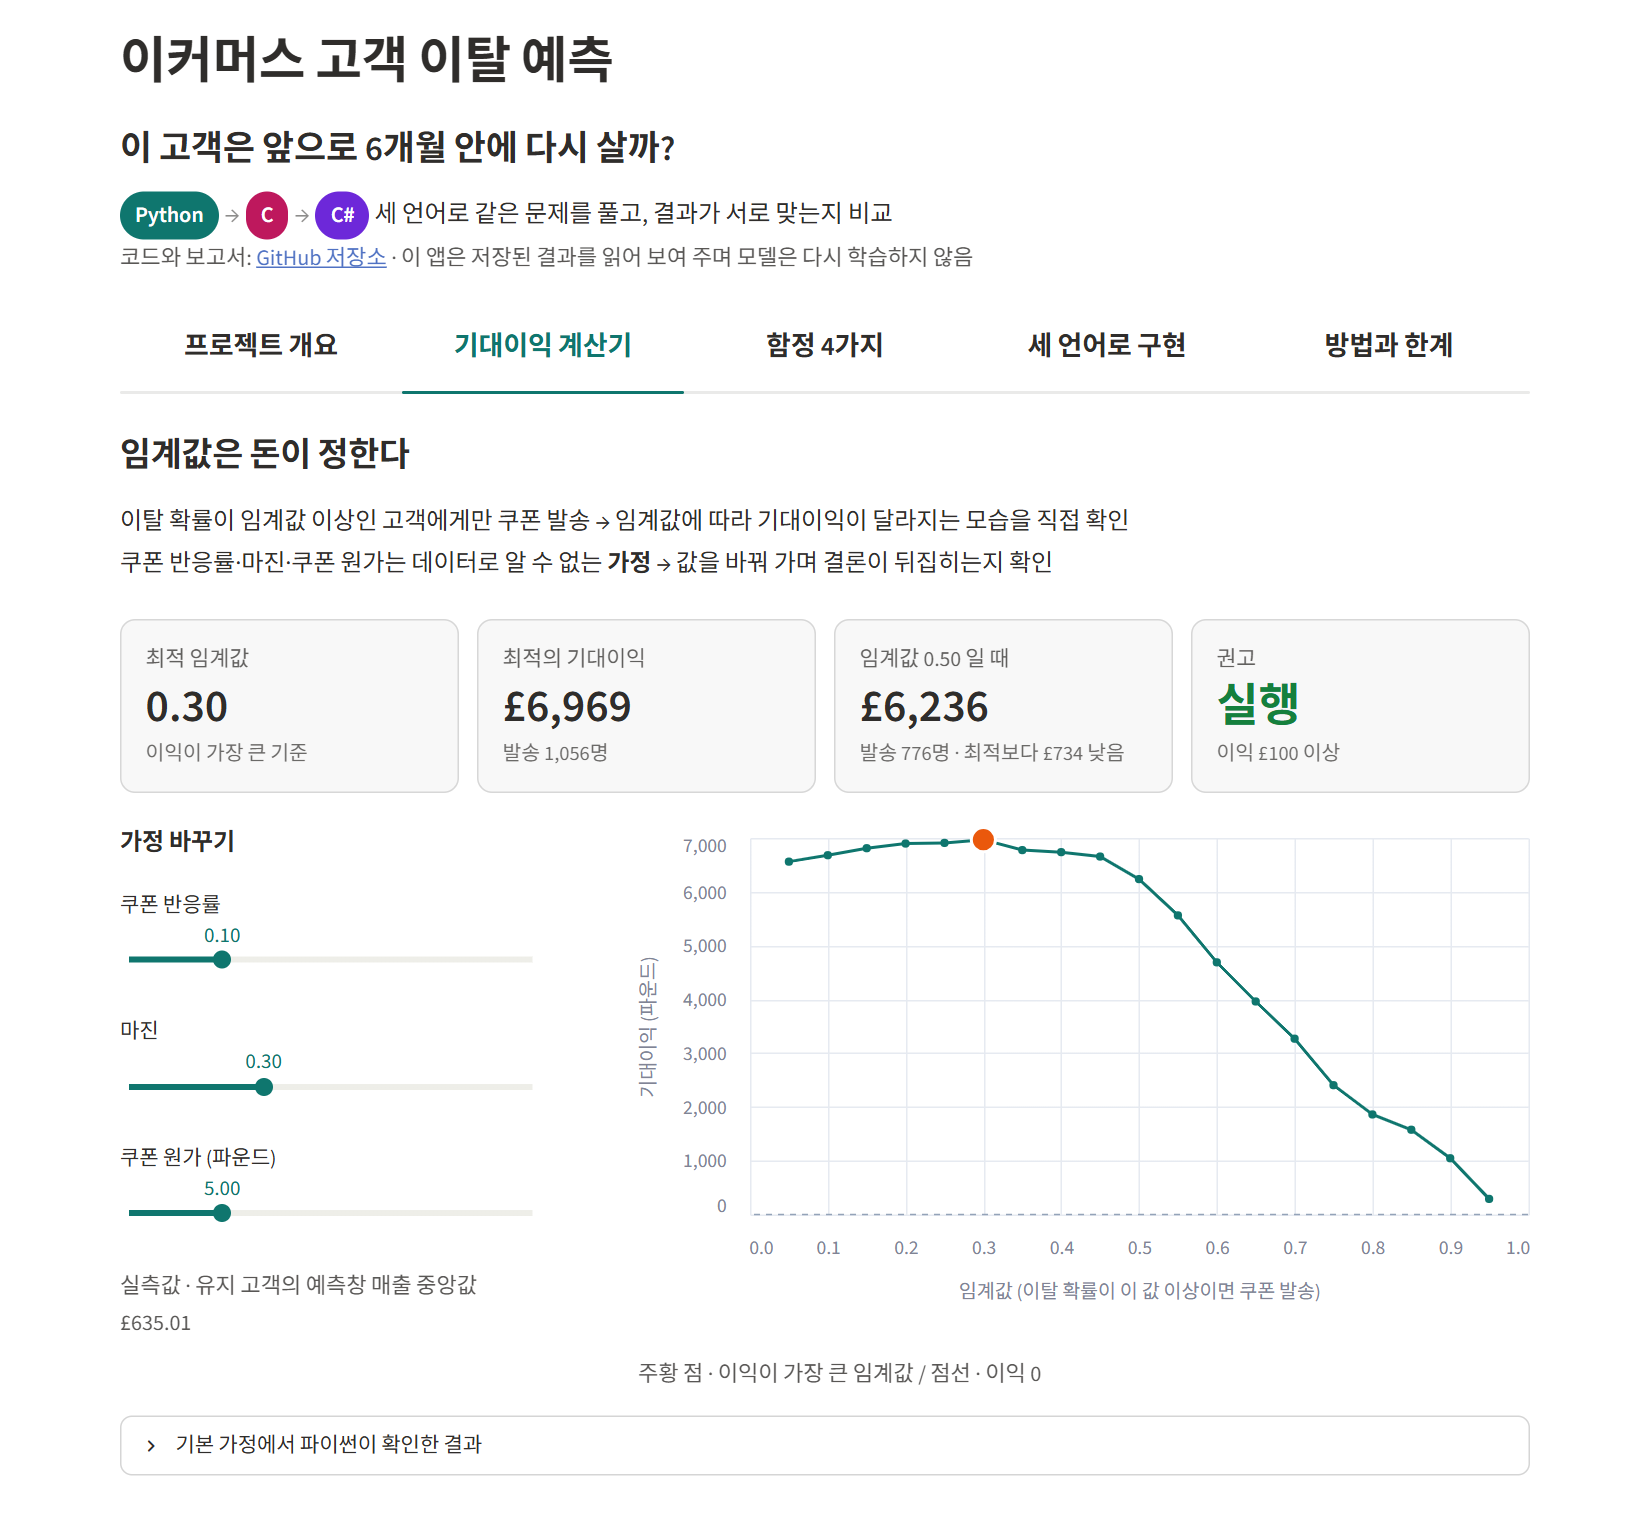 이커머스 고객 이탈 예측
이 고객은 앞으로 6개월 안에 다시 살까?
Python → C → C# 세 언어로 같은 문제를 풀고, 결과가 서로 맞는지 비교
코드와 보고서: GitHub 저장소 · 이 앱은 저장된 결과를 읽어 보여 주며 모델은 다시 학습하지 않음
프로젝트 개요
기대이익 계산기
함정 4가지
세 언어로 구현
방법과 한계
임계값은 돈이 정한다
이탈 확률이 임계값 이상인 고객에게만 쿠폰 발송 → 임계값에 따라 기대이익이 달라지는 모습을 직접 확인
쿠폰 반응률·마진·쿠폰 원가는 데이터로 알 수 없는 가정 → 값을 바꿔 가며 결론이 뒤집히는지 확인
최적 임계값
0.30
이익이 가장 큰 기준
최적의 기대이익
£6,969
발송 1,056명
임계값 0.50 일 때
£6,236
발송 776명 · 최적보다 £734 낮음
권고
실행
이익 £100 이상
가정 바꾸기
쿠폰 반응률
0.10
마진
0.30
쿠폰 원가 (파운드)
5.00
실측값 · 유지 고객의 예측창 매출 중앙값
£635.01
기대이익 (파운드)
7,000
6,000
5,000
4,000
3,000
2,000
1,000
0
0.0 0.1 0.2 0.3 0.4 0.5 0.6 0.7 0.8 0.9 1.0
임계값 (이탈 확률이 이 값 이상이면 쿠폰 발송)
주황 점 · 이익이 가장 큰 임계값 / 점선 · 이익 0
기본 가정에서 파이썬이 확인한 결과